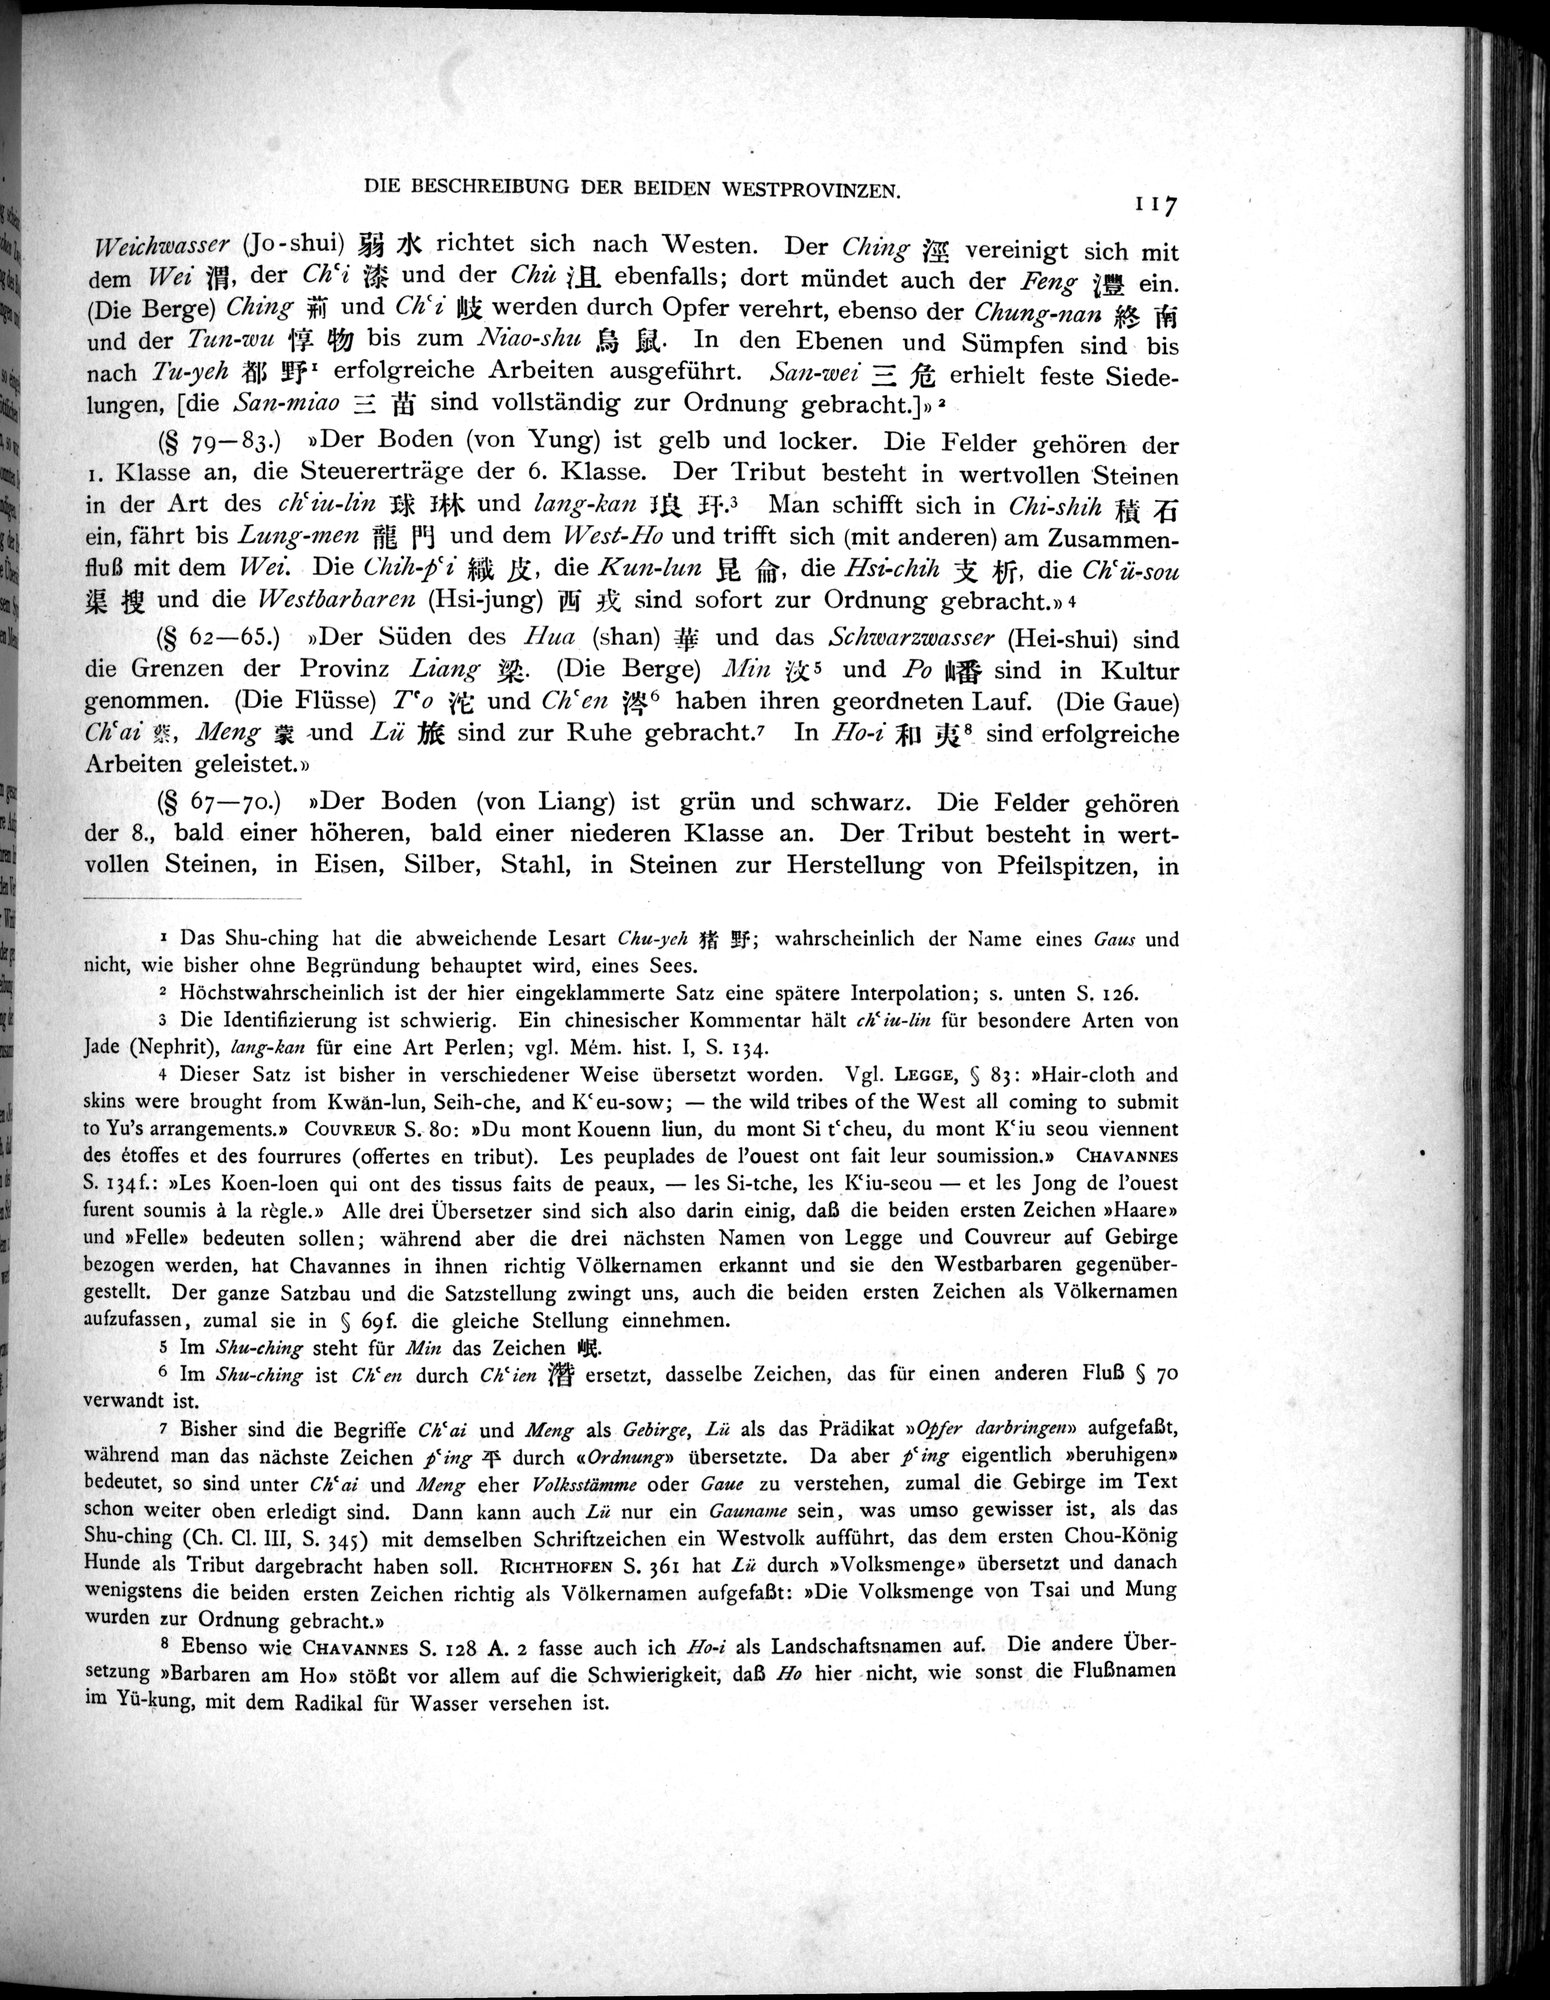 DIE BESCHREIBUNG DER BEIDEN WESTPROVINZEN.
117
Weichwasser (Jo-shui) 弱 水 richtet sich nach Westen. Der Ching 涇 vereinigt sich mit
dem Wei 渭, der Chʿi 漆 und der Chü 沮 ebenfalls; dort mündet auch der Feng 灃 ein.
(Die Berge) Ching 荊 und Chʿi 岐 werden durch Opfer verehrt, ebenso der Chung-nan 終 南
und der Tun-wu 惇 物 bis zum Niao-shu 鳥 鼠. In den Ebenen und Sümpfen sind bis
nach Tu-yeh 都 野¹ erfolgreiche Arbeiten ausgeführt. San-wei 三 危 erhielt feste Siede-
lungen, [die San-miao 三 苗 sind vollständig zur Ordnung gebracht.]«²
(§ 79—83.) »Der Boden (von Yung) ist gelb und locker. Die Felder gehören der
1. Klasse an, die Steuererträge der 6. Klasse. Der Tribut besteht in wertvollen Steinen
in der Art des chʿiu-lin 球 琳 und lang-kan 琅 玕.³ Man schifft sich in Chi-shih 積 石
ein, fährt bis Lung-men 龍 門 und dem West-Ho und trifft sich (mit anderen) am Zusammen-
fluß mit dem Wei. Die Chih-pʿi 織 皮, die Kun-lun 昆 侖, die Hsi-chih 支 析, die Chʿü-sou
渠 搜 und die Westbarbaren (Hsi-jung) 西 戎 sind sofort zur Ordnung gebracht.«⁴
(§ 62—65.) »Der Süden des Hua (shan) 華 und das Schwarzwasser (Hei-shui) sind
die Grenzen der Provinz Liang 梁. (Die Berge) Min 汶⁵ und Po 嶓 sind in Kultur
genommen. (Die Flüsse) Tʿo 沱 und Chʿen 涔⁶ haben ihren geordneten Lauf. (Die Gaue)
Chʿai 蔡, Meng 蒙 und Lü 旅 sind zur Ruhe gebracht.⁷ In Ho-i 和 夷⁸ sind erfolgreiche
Arbeiten geleistet.«
(§ 67—70.) »Der Boden (von Liang) ist grün und schwarz. Die Felder gehören
der 8., bald einer höheren, bald einer niederen Klasse an. Der Tribut besteht in wert-
vollen Steinen, in Eisen, Silber, Stahl, in Steinen zur Herstellung von Pfeilspitzen, in
¹ Das Shu-ching hat die abweichende Lesart Chu-yeh 猪 野; wahrscheinlich der Name eines Gaus und
nicht, wie bisher ohne Begründung behauptet wird, eines Sees.
² Höchstwahrscheinlich ist der hier eingeklammerte Satz eine spätere Interpolation; s. unten S. 126.
³ Die Identifizierung ist schwierig. Ein chinesischer Kommentar hält chʿiu-lin für besondere Arten von
Jade (Nephrit), lang-kan für eine Art Perlen; vgl. Mém. hist. I, S. 134.
⁴ Dieser Satz ist bisher in verschiedener Weise übersetzt worden. Vgl. LEGGE, § 83: »Hair-cloth and
skins were brought from Kwăn-lun, Seih-che, and Kʿeu-sow; — the wild tribes of the West all coming to submit
to Yu's arrangements.« COUVREUR S. 80: »Du mont Kouenn liun, du mont Si tʿcheu, du mont Kʿiu seou viennent
des étoffes et des fourrures (offertes en tribut). Les peuplades de l'ouest ont fait leur soumission.« CHAVANNES
S. 134f.: »Les Koen-loen qui ont des tissus faits de peaux, — les Si-tche, les Kʿiu-seou — et les Jong de l'ouest
furent soumis à la règle.« Alle drei Übersetzer sind sich also darin einig, daß die beiden ersten Zeichen »Haare«
und »Felle« bedeuten sollen; während aber die drei nächsten Namen von Legge und Couvreur auf Gebirge
bezogen werden, hat Chavannes in ihnen richtig Völkernamen erkannt und sie den Westbarbaren gegenüber-
gestellt. Der ganze Satzbau und die Satzstellung zwingt uns, auch die beiden ersten Zeichen als Völkernamen
aufzufassen, zumal sie in § 69f. die gleiche Stellung einnehmen.
⁵ Im Shu-ching steht für Min das Zeichen 岷.
⁶ Im Shu-ching ist Chʿen durch Chʿien 潛 ersetzt, dasselbe Zeichen, das für einen anderen Fluß § 70
verwandt ist.
⁷ Bisher sind die Begriffe Chʿai und Meng als Gebirge, Lü als das Prädikat »Opfer darbringen« aufgefaßt,
während man das nächste Zeichen pʿing 平 durch «Ordnung» übersetzte. Da aber pʿing eigentlich »beruhigen«
bedeutet, so sind unter Chʿai und Meng eher Volksstämme oder Gaue zu verstehen, zumal die Gebirge im Text
schon weiter oben erledigt sind. Dann kann auch Lü nur ein Gauname sein, was umso gewisser ist, als das
Shu-ching (Ch. Cl. III, S. 345) mit demselben Schriftzeichen ein Westvolk aufführt, das dem ersten Chou-König
Hunde als Tribut dargebracht haben soll. RICHTHOFEN S. 361 hat Lü durch »Volksmenge« übersetzt und danach
wenigstens die beiden ersten Zeichen richtig als Völkernamen aufgefaßt: »Die Volksmenge von Tsai und Mung
wurden zur Ordnung gebracht.«
⁸ Ebenso wie CHAVANNES S. 128 A. 2 fasse auch ich Ho-i als Landschaftsnamen auf. Die andere Über-
setzung »Barbaren am Ho« stößt vor allem auf die Schwierigkeit, daß Ho hier nicht, wie sonst die Flußnamen
im Yü-kung, mit dem Radikal für Wasser versehen ist.